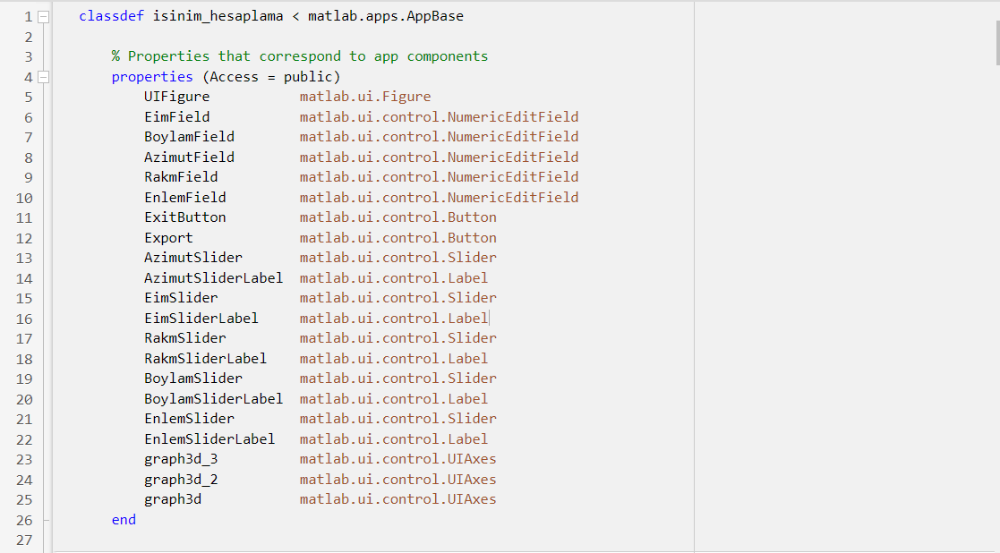 1 classdef isinim_hesaplama < matlab.apps.AppBase
2
3 % Properties that correspond to app components
4 properties (Access = public)
5 UIFigure matlab.ui.Figure
6 EimField matlab.ui.control.NumericEditField
7 BoylamField matlab.ui.control.NumericEditField
8 AzimutField matlab.ui.control.NumericEditField
9 RakmField matlab.ui.control.NumericEditField
10 EnlemField matlab.ui.control.NumericEditField
11 ExitButton matlab.ui.control.Button
12 Export matlab.ui.control.Button
13 AzimutSlider matlab.ui.control.Slider
14 AzimutSliderLabel matlab.ui.control.Label
15 EimSlider matlab.ui.control.Slider
16 EimSliderLabel matlab.ui.control.Label
17 RakmSlider matlab.ui.control.Slider
18 RakmSliderLabel matlab.ui.control.Label
19 BoylamSlider matlab.ui.control.Slider
20 BoylamSliderLabel matlab.ui.control.Label
21 EnlemSlider matlab.ui.control.Slider
22 EnlemSliderLabel matlab.ui.control.Label
23 graph3d_3 matlab.ui.control.UIAxes
24 graph3d_2 matlab.ui.control.UIAxes
25 graph3d matlab.ui.control.UIAxes
26 end
27